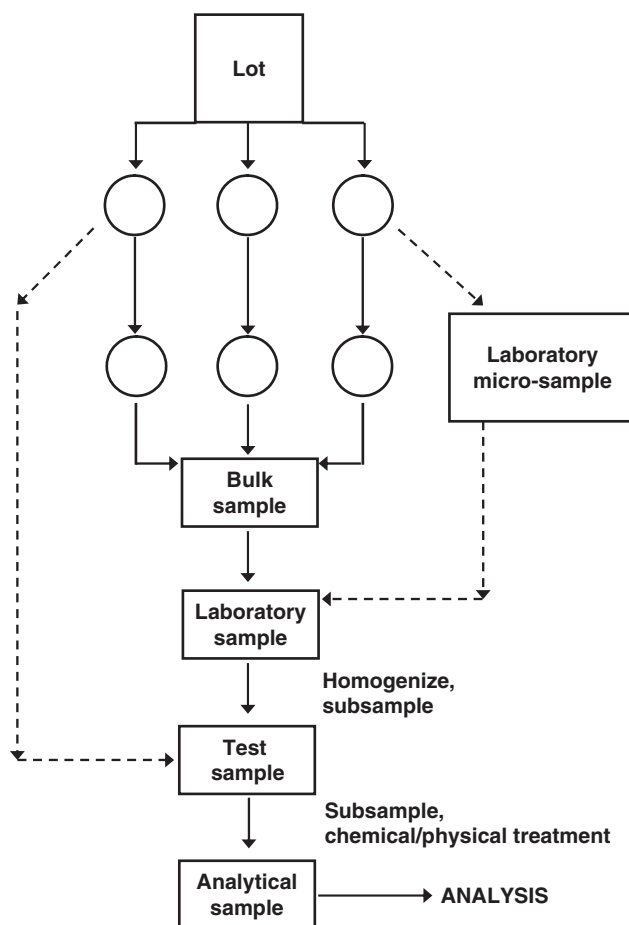 Lot
Laboratory
micro-sample
Bulk
sample
Laboratory
sample
Homogenize,
subsample
Test
sample
Subsample,
chemical/physical treatment
Analytical
sample
ANALYSIS